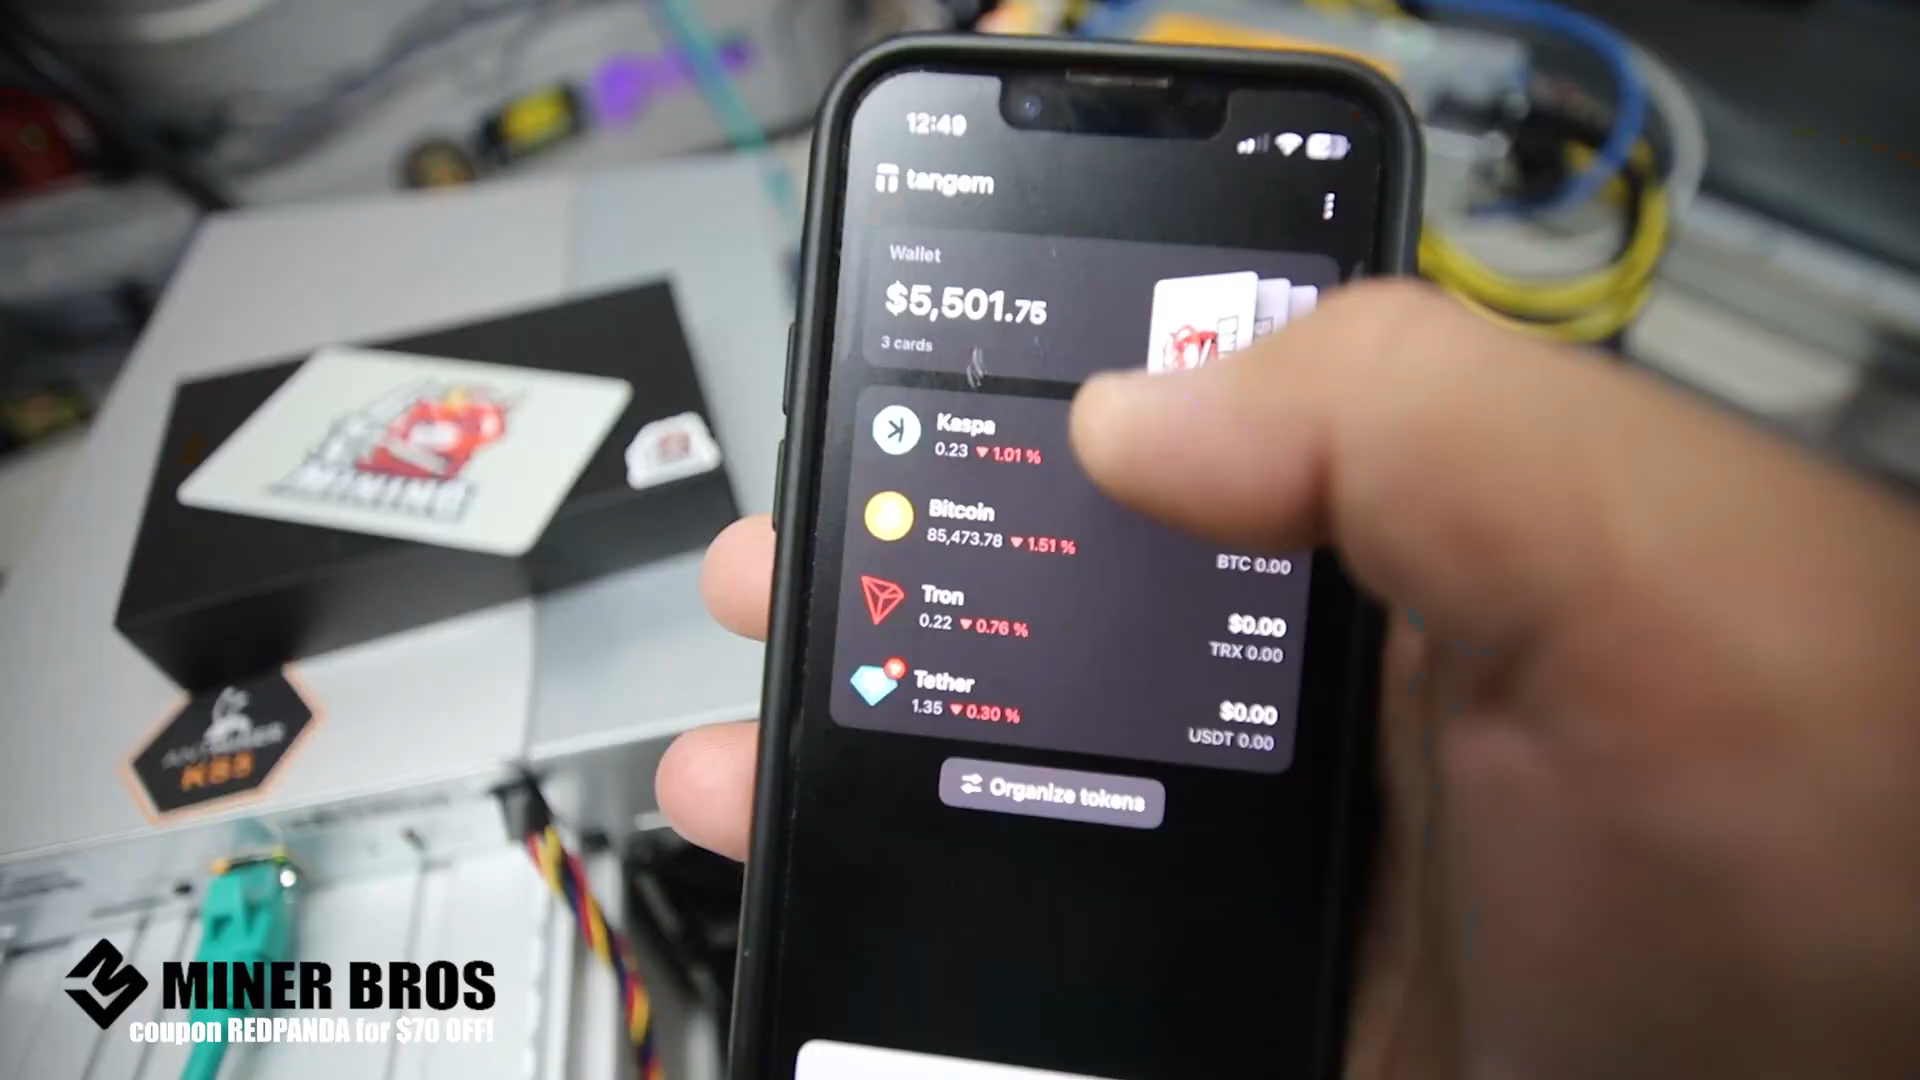 12:49
tangem
Wallet
$5,501.75
3 cards
Kaspa
0.23 ▼ 1.01 %
Bitcoin
85,473.78 ▼ 1.51 %
BTC 0.00
Tron
0.22 ▼ 0.76 %
$0.00
TRX 0.00
Tether
1.35 ▼ 0.30 %
$0.00
USDT 0.00
Organize tokens
MINING
MINER BROS
coupon REDPANDA for $70 OFF!